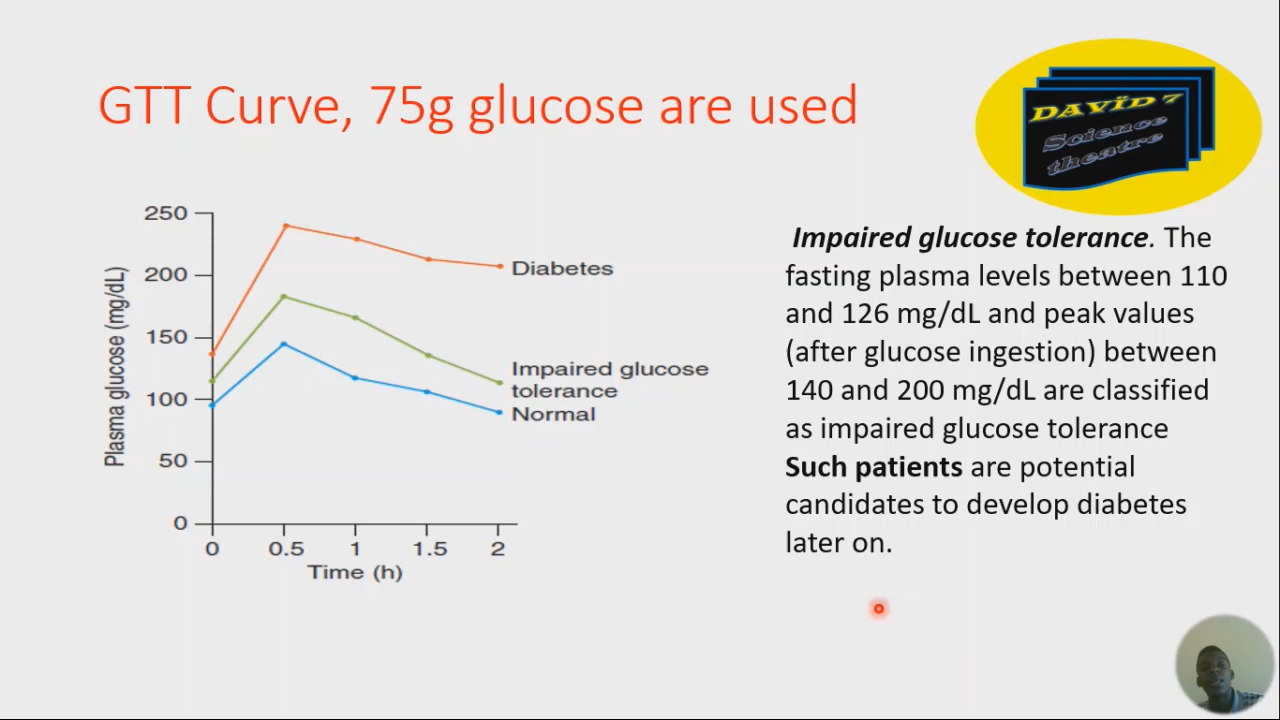 GTT Curve, 75g glucose are used
DAVÏD 7
Science
theatre
250
200
150
100
50
0
Plasma glucose (mg/dL)
0 0.5 1 1.5 2
Time (h)
Diabetes
Impaired glucose
tolerance
Normal
Impaired glucose tolerance. The
fasting plasma levels between 110
and 126 mg/dL and peak values
(after glucose ingestion) between
140 and 200 mg/dL are classified
as impaired glucose tolerance
Such patients are potential
candidates to develop diabetes
later on.